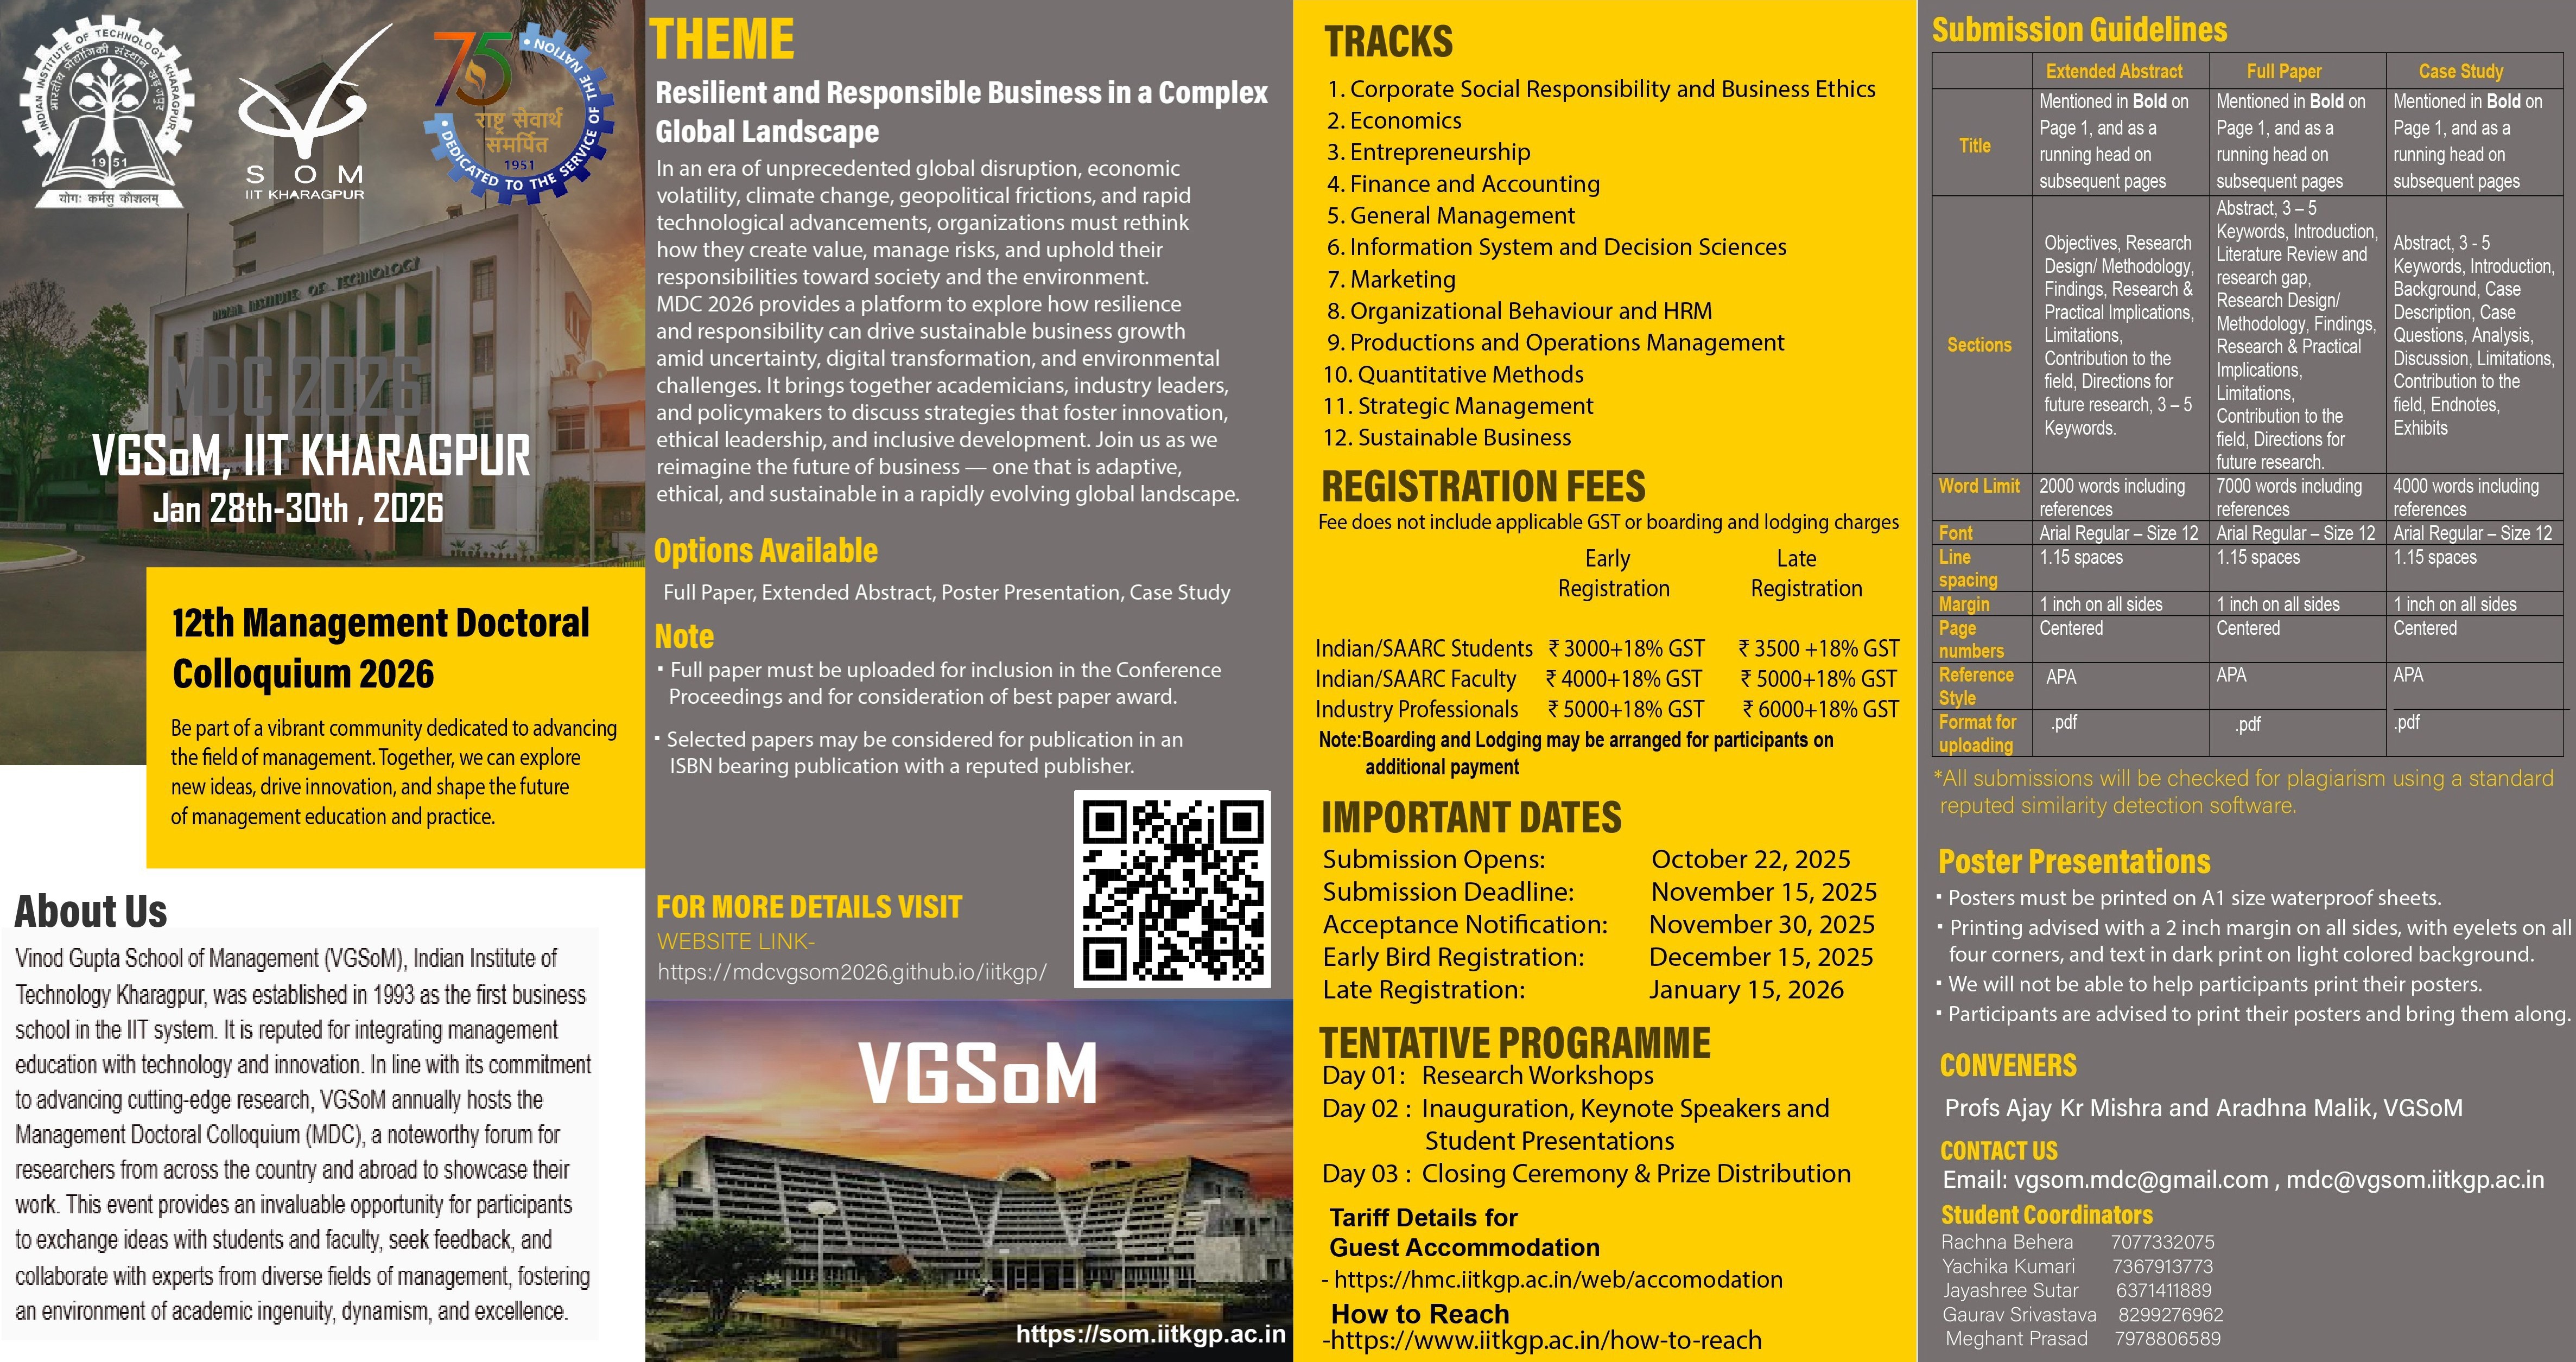 INDIAN INSTITUTE OF TECHNOLOGY KHARAGPUR
भारतीय प्रौद्योगिकी संस्थान खड़गपुर
1951
योगः कर्मसु कौशलम्
S O M
IIT KHARAGPUR
75
राष्ट्र सेवार्थ
समर्पित
1951
DEDICATED TO THE SERVICE OF THE NATION
INDIAN INSTITUTE OF TECHNOLOGY
MDC 2026
VGSoM, IIT KHARAGPUR
Jan 28th-30th , 2026
12th Management Doctoral
Colloquium 2026
Be part of a vibrant community dedicated to advancing
the field of management. Together, we can explore
new ideas, drive innovation, and shape the future
of management education and practice.
About Us
Vinod Gupta School of Management (VGSoM), Indian Institute of
Technology Kharagpur, was established in 1993 as the first business
school in the IIT system. It is reputed for integrating management
education with technology and innovation. In line with its commitment
to advancing cutting-edge research, VGSoM annually hosts the
Management Doctoral Colloquium (MDC), a noteworthy forum for
researchers from across the country and abroad to showcase their
work. This event provides an invaluable opportunity for participants
to exchange ideas with students and faculty, seek feedback, and
collaborate with experts from diverse fields of management, fostering
an environment of academic ingenuity, dynamism, and excellence.
THEME
Resilient and Responsible Business in a Complex
Global Landscape
In an era of unprecedented global disruption, economic
volatility, climate change, geopolitical frictions, and rapid
technological advancements, organizations must rethink
how they create value, manage risks, and uphold their
responsibilities toward society and the environment.
MDC 2026 provides a platform to explore how resilience
and responsibility can drive sustainable business growth
amid uncertainty, digital transformation, and environmental
challenges. It brings together academicians, industry leaders,
and policymakers to discuss strategies that foster innovation,
ethical leadership, and inclusive development. Join us as we
reimagine the future of business — one that is adaptive,
ethical, and sustainable in a rapidly evolving global landscape.
Options Available
Full Paper, Extended Abstract, Poster Presentation, Case Study
Note
▪ Full paper must be uploaded for inclusion in the Conference
Proceedings and for consideration of best paper award.
▪ Selected papers may be considered for publication in an
ISBN bearing publication with a reputed publisher.
FOR MORE DETAILS VISIT
WEBSITE LINK-
https://mdcvgsom2026.github.io/iitkgp/
VGSoM
https://som.iitkgp.ac.in
TRACKS
1. Corporate Social Responsibility and Business Ethics
2. Economics
3. Entrepreneurship
4. Finance and Accounting
5. General Management
6. Information System and Decision Sciences
7. Marketing
8. Organizational Behaviour and HRM
9. Productions and Operations Management
10. Quantitative Methods
11. Strategic Management
12. Sustainable Business
REGISTRATION FEES
Fee does not include applicable GST or boarding and lodging charges
Early Late
Registration Registration
Indian/SAARC Students ₹ 3000+18% GST ₹ 3500 +18% GST
Indian/SAARC Faculty ₹ 4000+18% GST ₹ 5000+18% GST
Industry Professionals ₹ 5000+18% GST ₹ 6000+18% GST
Note:Boarding and Lodging may be arranged for participants on
additional payment
IMPORTANT DATES
Submission Opens: October 22, 2025
Submission Deadline: November 15, 2025
Acceptance Notification: November 30, 2025
Early Bird Registration: December 15, 2025
Late Registration: January 15, 2026
TENTATIVE PROGRAMME
Day 01: Research Workshops
Day 02 : Inauguration, Keynote Speakers and
Student Presentations
Day 03 : Closing Ceremony & Prize Distribution
Tariff Details for
Guest Accommodation
- https://hmc.iitkgp.ac.in/web/accomodation
How to Reach
-https://www.iitkgp.ac.in/how-to-reach
Submission Guidelines
Extended Abstract Full Paper Case Study
Title
Mentioned in Bold on
Page 1, and as a
running head on
subsequent pages
Mentioned in Bold on
Page 1, and as a
running head on
subsequent pages
Mentioned in Bold on
Page 1, and as a
running head on
subsequent pages
Sections
Objectives, Research
Design/ Methodology,
Findings, Research &
Practical Implications,
Limitations,
Contribution to the
field, Directions for
future research, 3 – 5
Keywords.
Abstract, 3 – 5
Keywords, Introduction,
Literature Review and
research gap,
Research Design/
Methodology, Findings,
Research & Practical
Implications,
Limitations,
Contribution to the
field, Directions for
future research.
Abstract, 3 - 5
Keywords, Introduction,
Background, Case
Description, Case
Questions, Analysis,
Discussion, Limitations,
Contribution to the
field, Endnotes,
Exhibits
Word Limit
2000 words including
references
7000 words including
references
4000 words including
references
Font Arial Regular – Size 12 Arial Regular – Size 12 Arial Regular – Size 12
Line
spacing
1.15 spaces 1.15 spaces 1.15 spaces
Margin 1 inch on all sides 1 inch on all sides 1 inch on all sides
Page
numbers
Centered Centered Centered
Reference
Style
APA APA APA
Format for
uploading
.pdf .pdf .pdf
*All submissions will be checked for plagiarism using a standard
reputed similarity detection software.
Poster Presentations
▪ Posters must be printed on A1 size waterproof sheets.
▪ Printing advised with a 2 inch margin on all sides, with eyelets on all
four corners, and text in dark print on light colored background.
▪ We will not be able to help participants print their posters.
▪ Participants are advised to print their posters and bring them along.
CONVENERS
Profs Ajay Kr Mishra and Aradhna Malik, VGSoM
CONTACT US
Email: vgsom.mdc@gmail.com , mdc@vgsom.iitkgp.ac.in
Student Coordinators
Rachna Behera 7077332075
Yachika Kumari 7367913773
Jayashree Sutar 6371411889
Gaurav Srivastava 8299276962
Meghant Prasad 7978806589